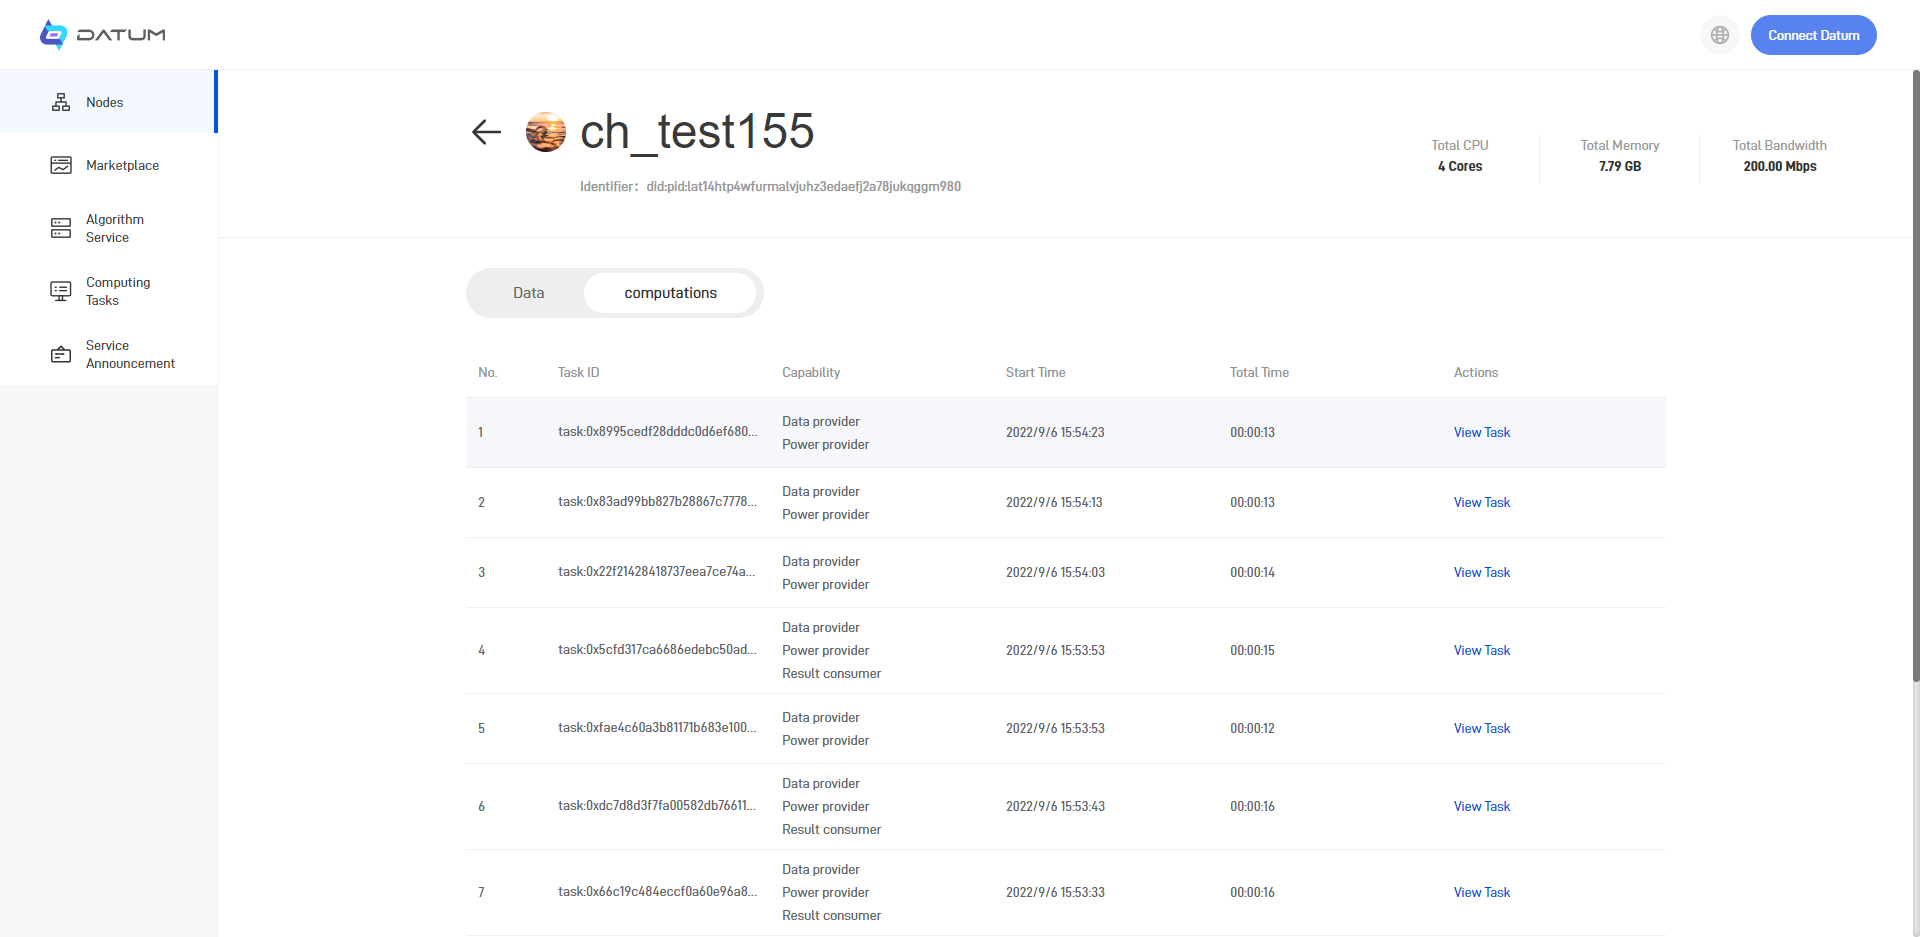 DATUM
Connect Datum
Nodes
Marketplace
Algorithm
Service
Computing
Tasks
Service
Announcement
ch_test155
Identifier: did:pid:lat14htp4wfurmalvjuhz3edaefj2a78jukqggm980
Total CPU
4 Cores
Total Memory
7.79 GB
Total Bandwidth
200.00 Mbps
Data
computations
No. Task ID Capability Start Time Total Time Actions
1 task:0x8995cedf28dddc0d6ef680... Data provider 2022/9/6 15:54:23 00:00:13 View Task
Power provider
2 task:0x83ad99bb827b28867c7778... Data provider 2022/9/6 15:54:13 00:00:13 View Task
Power provider
3 task:0x22f21428418737eea7ce74a... Data provider 2022/9/6 15:54:03 00:00:14 View Task
Power provider
4 task:0x5cfd317ca6686edebc50ad... Data provider 2022/9/6 15:53:53 00:00:15 View Task
Power provider
Result consumer
5 task:0xfae4c60a3b81171b683e100... Data provider 2022/9/6 15:53:53 00:00:12 View Task
Power provider
6 task:0xdc7d8d3f7fa00582db76611... Data provider 2022/9/6 15:53:43 00:00:16 View Task
Power provider
Result consumer
7 task:0x66c19c484eccf0a60e96a8... Data provider 2022/9/6 15:53:33 00:00:16 View Task
Power provider
Result consumer